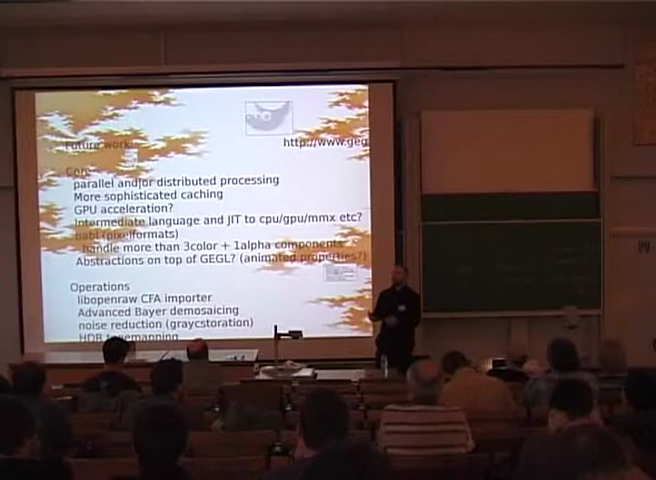 Future work:
http://www.geg
Core
parallel and/or distributed processing
More sophisticated caching
GPU acceleration?
Intermediate language and JIT to cpu/gpu/mmx etc?
babl (pixelformats)
handle more than 3color + 1alpha components
Abstractions on top of GEGL? (animated properties?)
Operations
libopenraw CFA importer
Advanced Bayer demosaicing
noise reduction (graycstoration)
HDR tonemapping